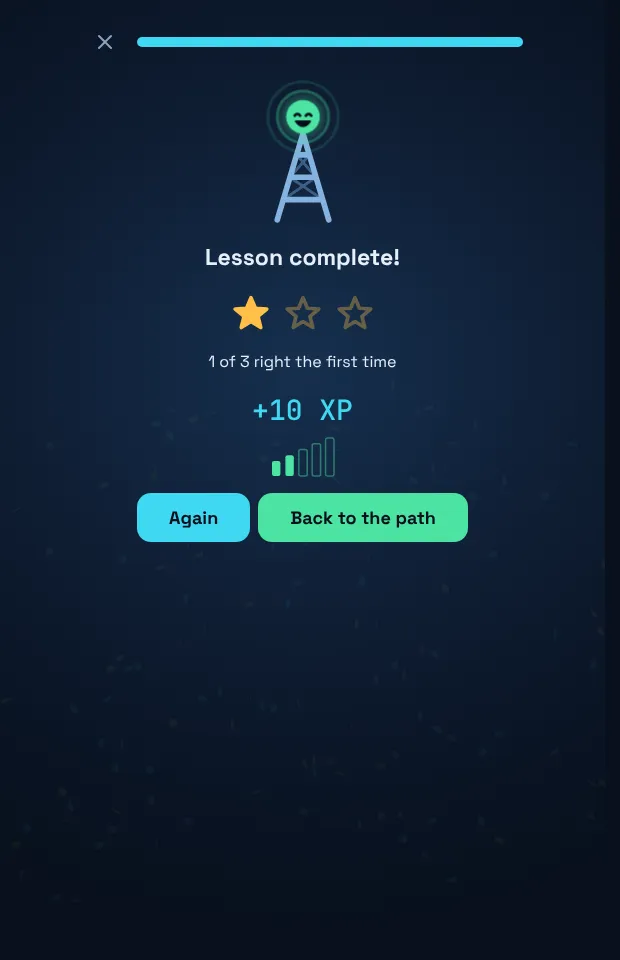 Lesson complete!
1 of 3 right the first time
+10 XP
Again
Back to the path